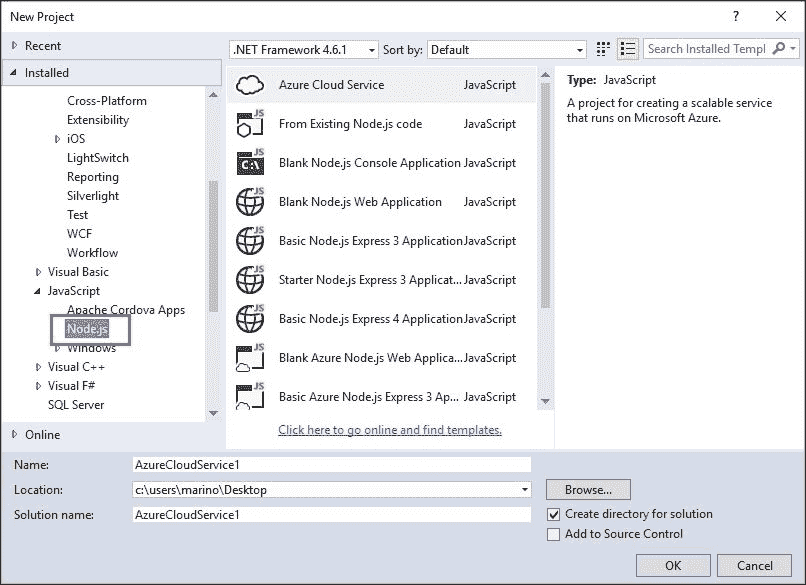 New Project
?
Recent
.NET Framework 4.6.1
Sort by: Default
Search Installed Templ
Installed
Cross-Platform
Extensibility
iOS
LightSwitch
Reporting
Silverlight
Test
WCF
Workflow
Visual Basic
JavaScript
Apache Cordova Apps
Node.js
Windows
Visual C++
Visual F#
SQL Server
Online
Azure Cloud Service JavaScript
From Existing Node.js code JavaScript
Blank Node.js Console Application JavaScript
Blank Node.js Web Application JavaScript
Basic Node.js Express 3 Application JavaScript
Starter Node.js Express 3 Applicat... JavaScript
Basic Node.js Express 4 Application JavaScript
Blank Azure Node.js Web Applica... JavaScript
Basic Azure Node.js Express 3 Ap... JavaScript
Click here to go online and find templates.
Type: JavaScript
A project for creating a scalable service
that runs on Microsoft Azure.
Name: AzureCloudService1
Location: c:\users\marino\Desktop
Browse...
Solution name: AzureCloudService1
Create directory for solution
Add to Source Control
OK
Cancel